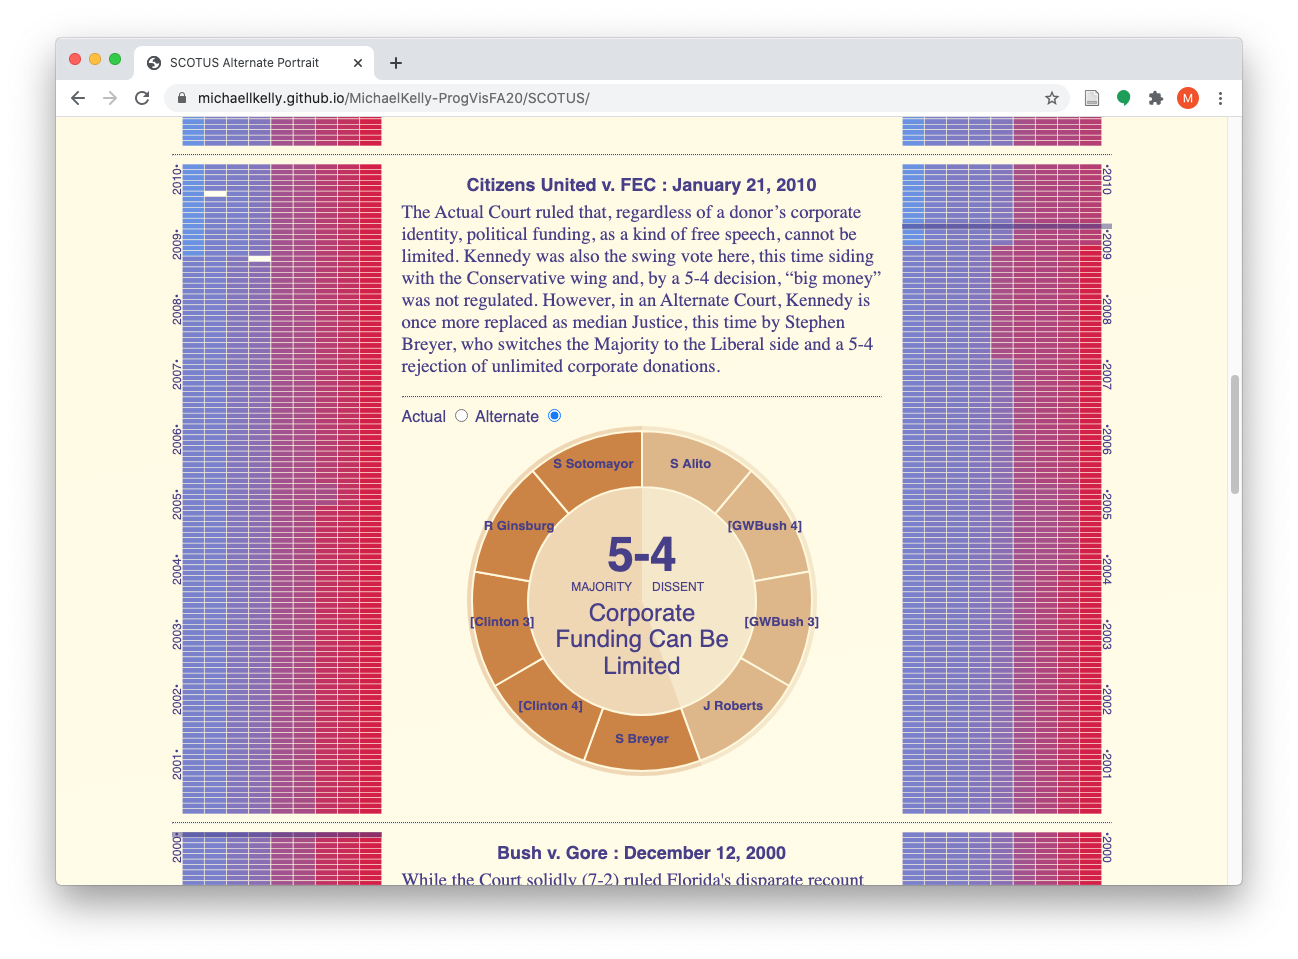 SCOTUS Alternate Portrait
michaellkelly.github.io/MichaelKelly-ProgVisFA20/SCOTUS/
M
Citizens United v. FEC : January 21, 2010
The Actual Court ruled that, regardless of a donor’s corporate
identity, political funding, as a kind of free speech, cannot be
limited. Kennedy was also the swing vote here, this time siding
with the Conservative wing and, by a 5-4 decision, “big money”
was not regulated. However, in an Alternate Court, Kennedy is
once more replaced as median Justice, this time by Stephen
Breyer, who switches the Majority to the Liberal side and a 5-4
rejection of unlimited corporate donations.
Actual Alternate
S Sotomayor
S Alito
R Ginsburg
[GWBush 4]
[Clinton 3]
[GWBush 3]
[Clinton 4]
J Roberts
S Breyer
5-4
MAJORITY DISSENT
Corporate
Funding Can Be
Limited
2010
2009
2008
2007
2006
2005
2004
2003
2002
2001
2000
2010
2009
2008
2007
2006
2005
2004
2003
2002
2001
2000
Bush v. Gore : December 12, 2000
While the Court solidly (7-2) ruled Florida's disparate recount